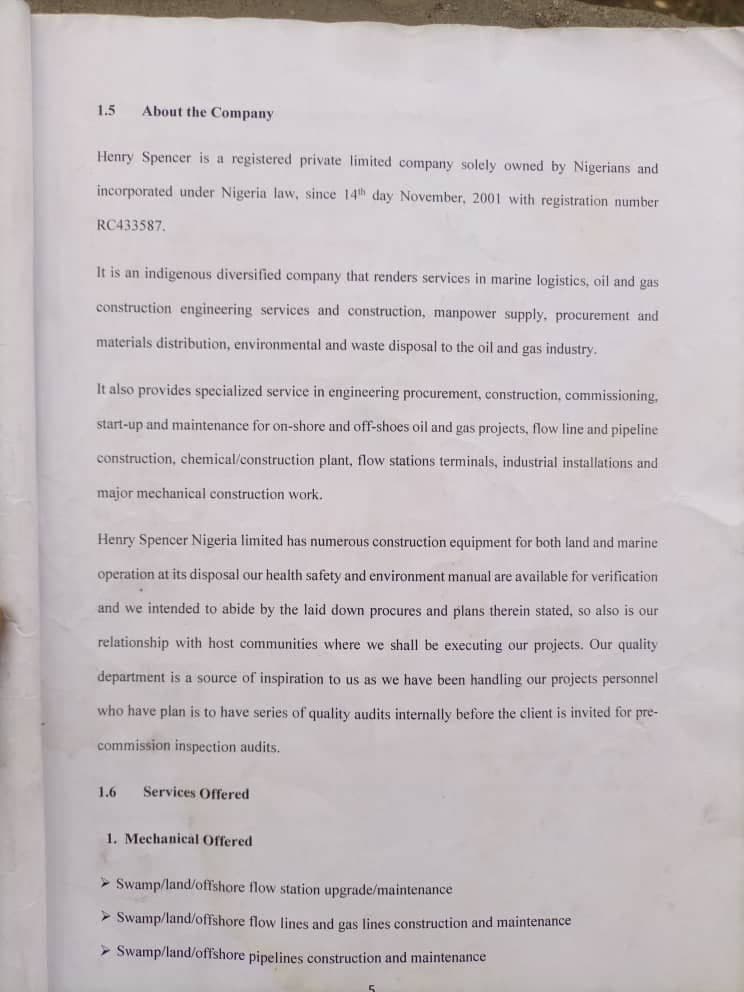 1.5 About the Company
Henry Spencer is a registered private limited company solely owned by Nigerians and
incorporated under Nigeria law, since 14th day November, 2001 with registration number
RC433587.
It is an indigenous diversified company that renders services in marine logistics, oil and gas
construction engineering services and construction, manpower supply, procurement and
materials distribution, environmental and waste disposal to the oil and gas industry.
It also provides specialized service in engineering procurement, construction, commissioning,
start-up and maintenance for on-shore and off-shoes oil and gas projects, flow line and pipeline
construction, chemical/construction plant, flow stations terminals, industrial installations and
major mechanical construction work.
Henry Spencer Nigeria limited has numerous construction equipment for both land and marine
operation at its disposal our health safety and environment manual are available for verification
and we intended to abide by the laid down procures and plans therein stated, so also is our
relationship with host communities where we shall be executing our projects. Our quality
department is a source of inspiration to us as we have been handling our projects personnel
who have plan is to have series of quality audits internally before the client is invited for pre-
commission inspection audits.
1.6 Services Offered
1. Mechanical Offered
➢ Swamp/land/offshore flow station upgrade/maintenance
➢ Swamp/land/offshore flow lines and gas lines construction and maintenance
➢ Swamp/land/offshore pipelines construction and maintenance
5